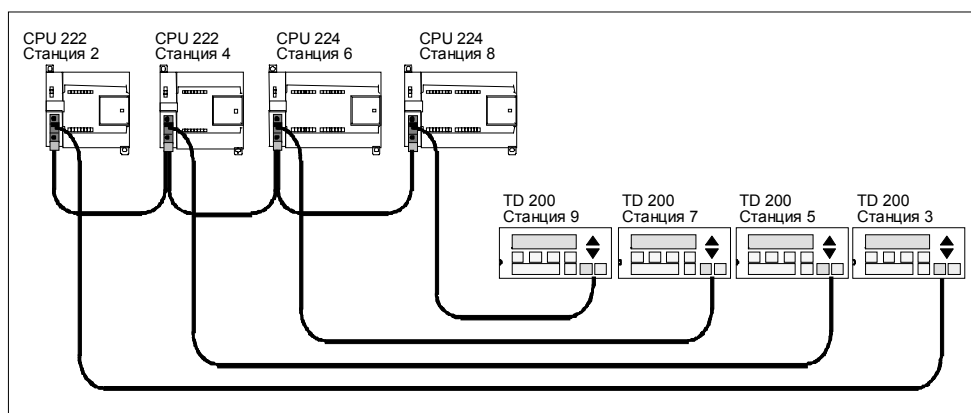 CPU 222
Станция 2
CPU 222
Станция 4
CPU 224
Станция 6
CPU 224
Станция 8
TD 200
Станция 9
TD 200
Станция 7
TD 200
Станция 5
TD 200
Станция 3